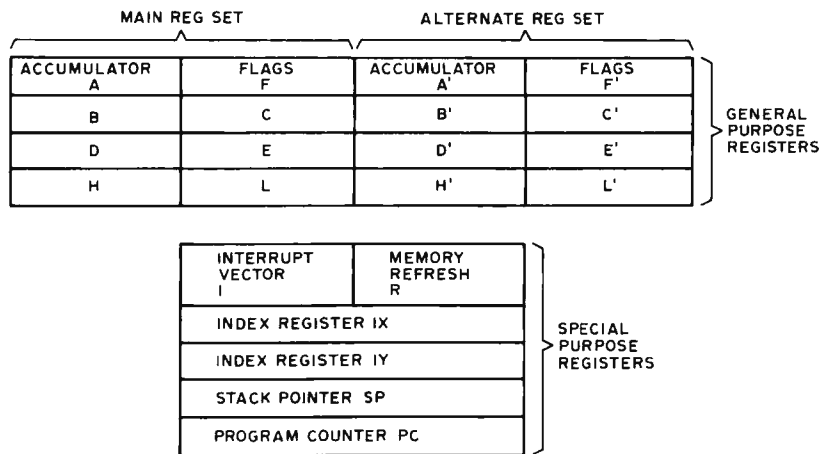 MAIN REG SET
ALTERNATE REG SET
ACCUMULATOR
A
FLAGS
F
ACCUMULATOR
A'
FLAGS
F'
B
C
B'
C'
D
E
D'
E'
H
L
H'
L'
GENERAL
PURPOSE
REGISTERS
INTERRUPT
VECTOR
I
MEMORY
REFRESH
R
INDEX REGISTER IX
INDEX REGISTER IY
STACK POINTER SP
PROGRAM COUNTER PC
SPECIAL
PURPOSE
REGISTERS